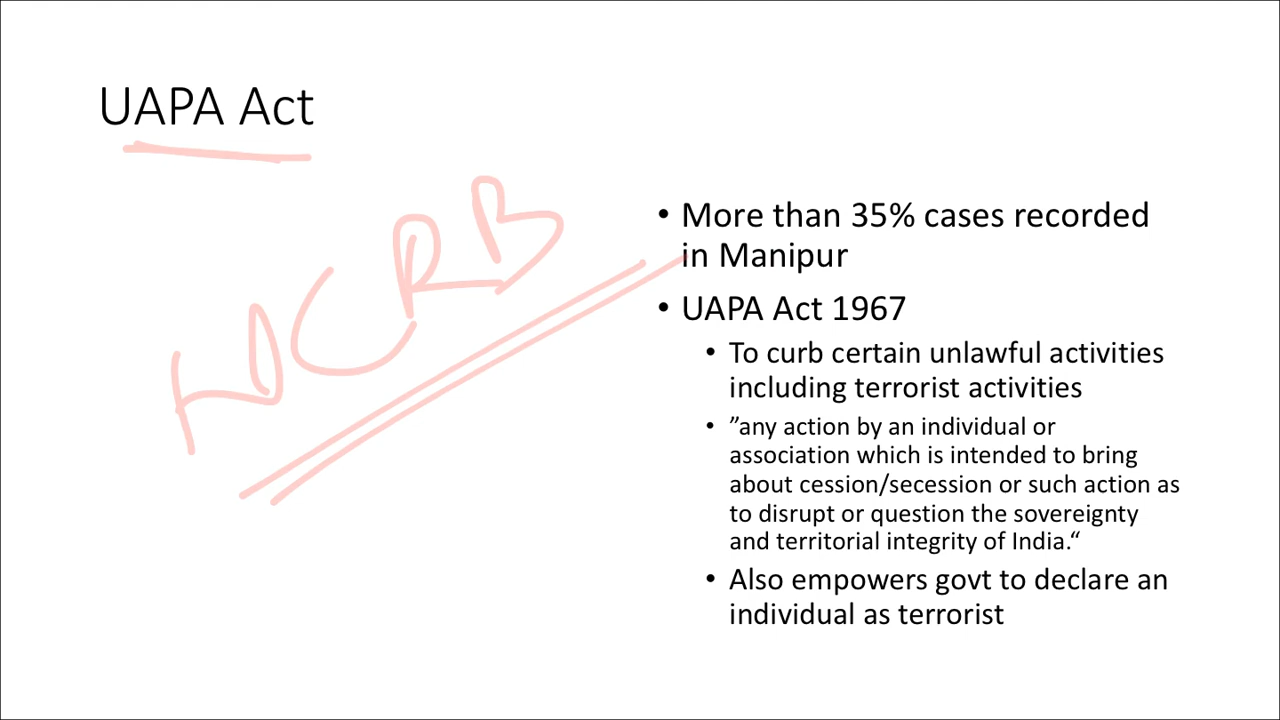 UAPA Act
NCRB
• More than 35% cases recorded
in Manipur
• UAPA Act 1967
• To curb certain unlawful activities
including terrorist activities
• ”any action by an individual or
association which is intended to bring
about cession/secession or such action as
to disrupt or question the sovereignty
and territorial integrity of India.“
• Also empowers govt to declare an
individual as terrorist